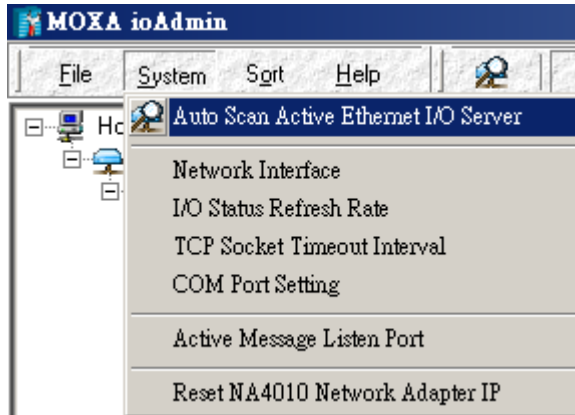 MOXA ioAdmin
File System Sort Help
Auto Scan Active Ethernet I/O Server
Network Interface
I/O Status Refresh Rate
TCP Socket Timeout Interval
COM Port Setting
Active Message Listen Port
Reset NA4010 Network Adapter IP